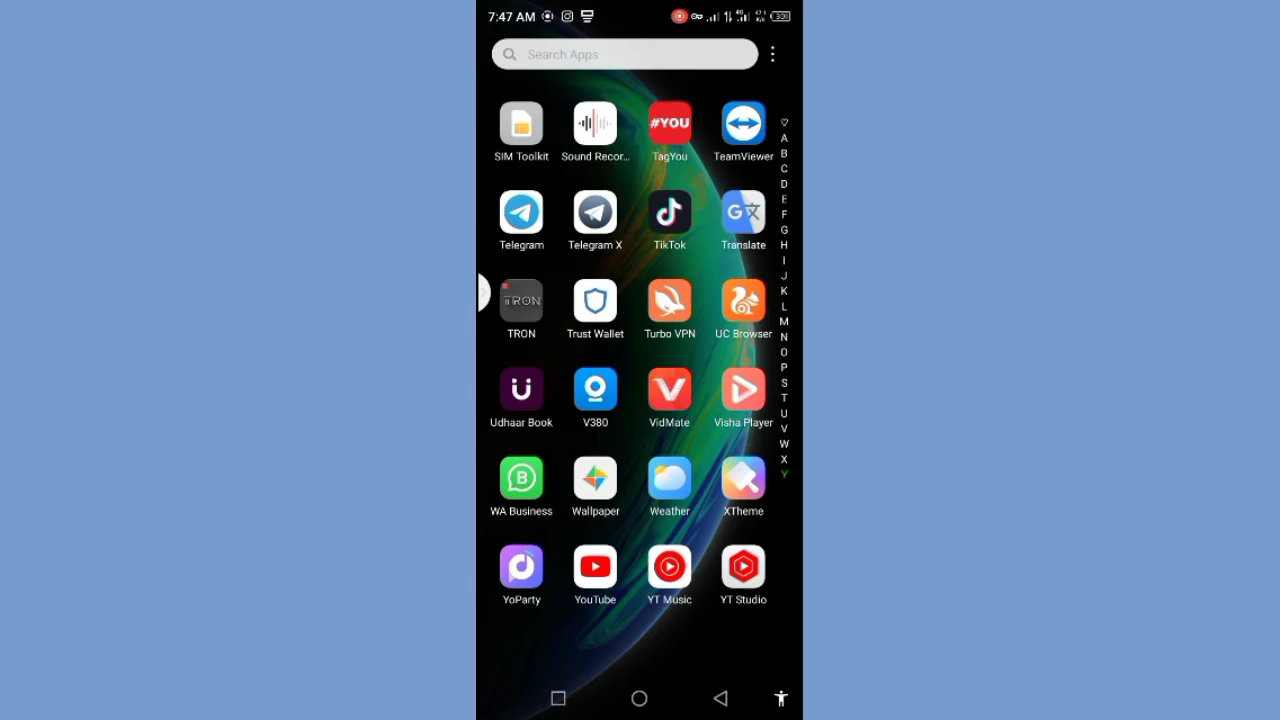 7:47 AM
Search Apps
#YOU
SIM Toolkit Sound Recor... TagYou TeamViewer
Telegram Telegram X TikTok Translate
TRON
TRON Trust Wallet Turbo VPN UC Browser
Udhaar Book V380 VidMate Visha Player
WA Business Wallpaper Weather XTheme
YoParty YouTube YT Music YT Studio
A
B
C
D
E
F
G
H
I
J
K
L
M
N
O
P
S
T
U
V
W
X
Y